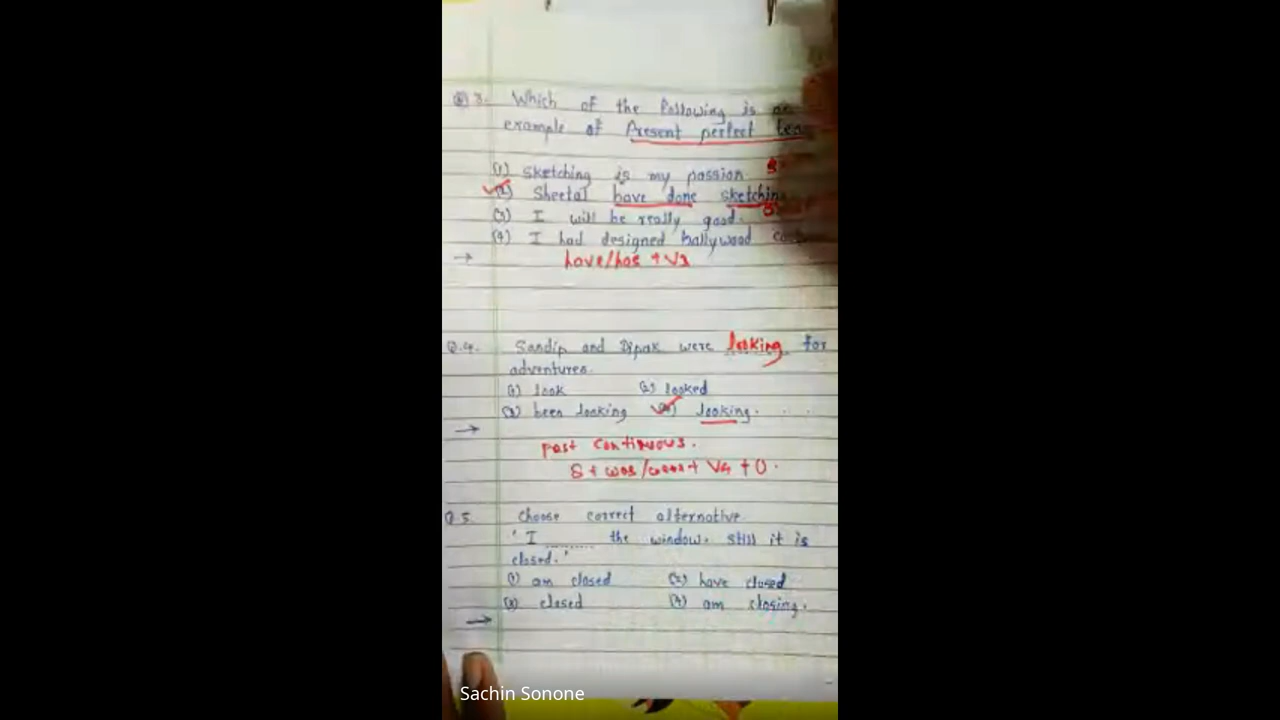 Q 3. Which of the following is an
example of Present perfect ten
(1) sketching is my passion
(2) Sheetal have done sketching
(3) I will be really good.
(4) I had designed bollywood
→ have/has + V3
Q.4. Sandip and Dipak were looking for
adventures.
(1) look (2) looked
(3) been looking (4) looking.
→
past continuous.
S + was/were + V4 + O.
Q.5. Choose correct alternative.
'I ........ the window. still it is
closed.'
(1) am closed (2) have closed
(3) closed (4) am closing.
→
Sachin Sonone